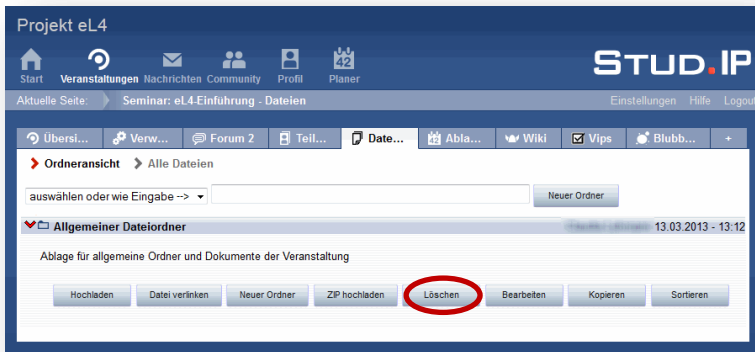 Projekt eL4
42
Start Veranstaltungen Nachrichten Community Profil Planer
STUD.IP
Aktuelle Seite: Seminar: eL4-Einführung - Dateien Einstellungen Hilfe Logout
Übersi... Verw... Forum 2 Teil... Date... 42 Abla... Wiki Vips Blubb... +
Ordneransicht Alle Dateien
auswählen oder wie Eingabe --> Neuer Ordner
Allgemeiner Dateiordner 13.03.2013 - 13:12
Ablage für allgemeine Ordner und Dokumente der Veranstaltung
Hochladen Datei verlinken Neuer Ordner ZIP hochladen Löschen Bearbeiten Kopieren Sortieren